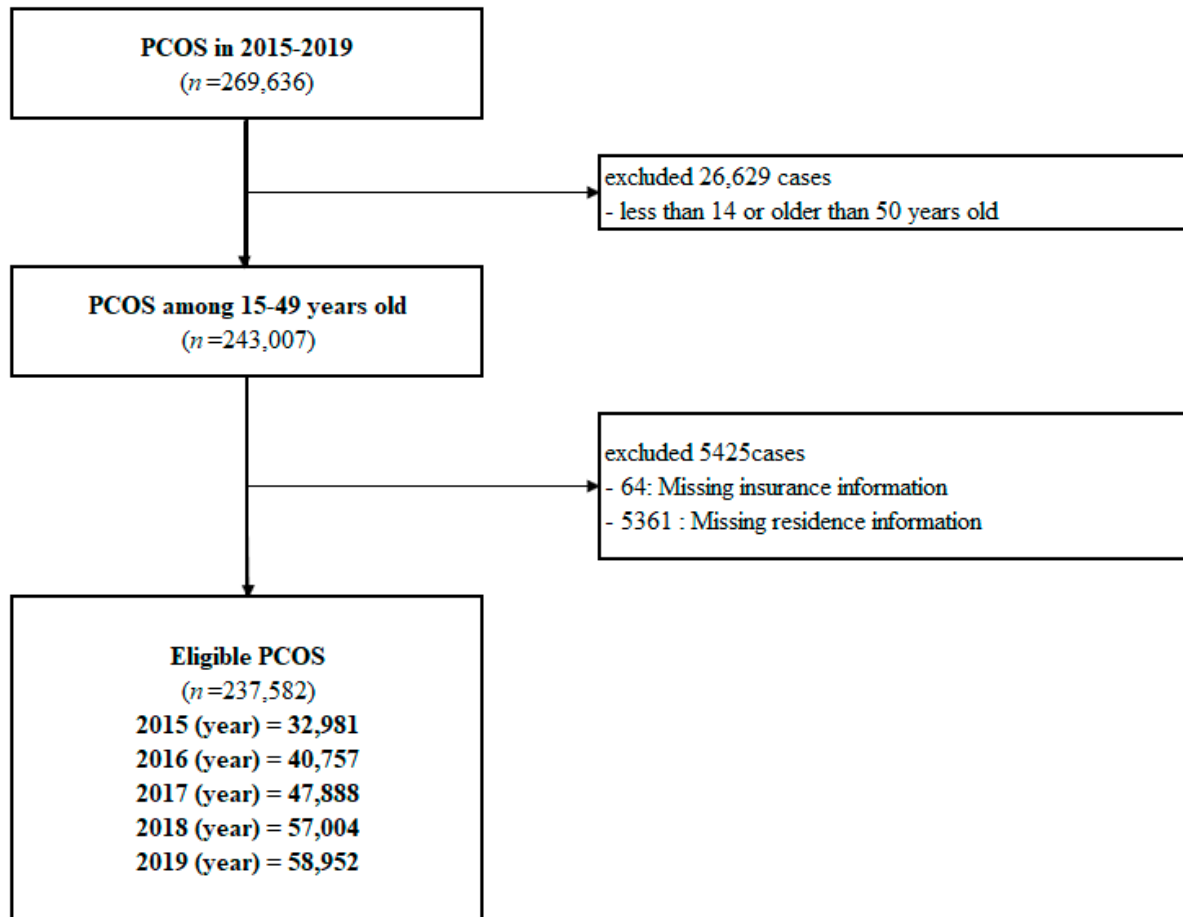 PCOS in 2015-2019
(n=269,636)
excluded 26,629 cases
- less than 14 or older than 50 years old
PCOS among 15-49 years old
(n=243,007)
excluded 5425cases
- 64: Missing insurance information
- 5361 : Missing residence information
Eligible PCOS
(n=237,582)
2015 (year) = 32,981
2016 (year) = 40,757
2017 (year) = 47,888
2018 (year) = 57,004
2019 (year) = 58,952